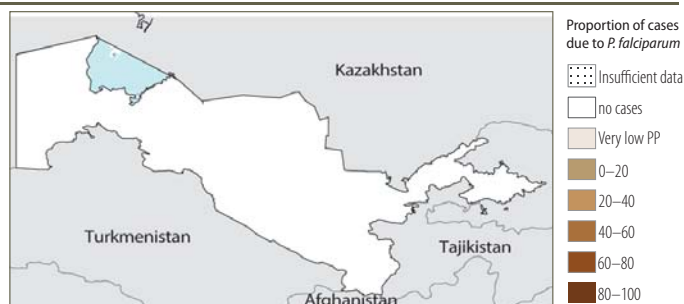 Proportion of cases
due to P. falciparum
Kazakhstan
Insufficient data
no cases
Very low PP
0–20
20–40
40–60
Turkmenistan
Tajikistan
60–80
80–100
Afghanistan